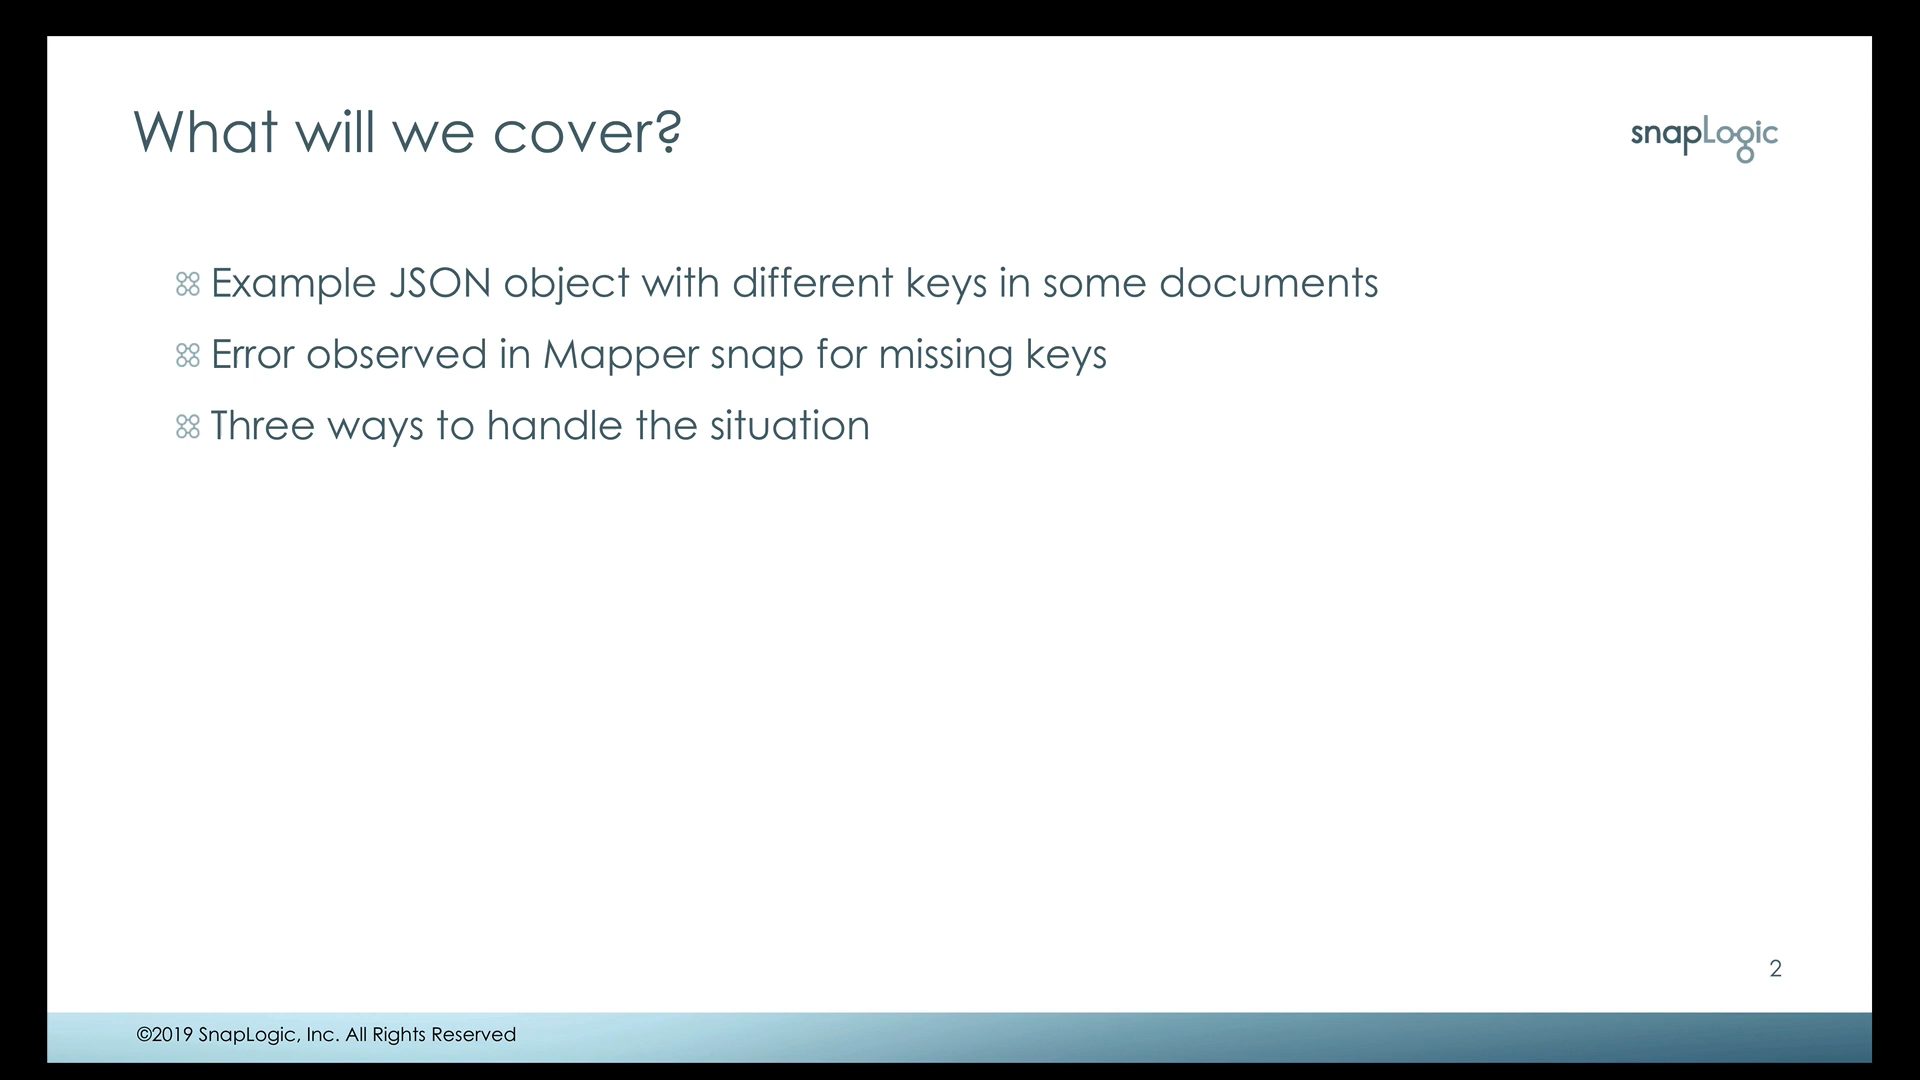 What will we cover?
snapLogic
Example JSON object with different keys in some documents
Error observed in Mapper snap for missing keys
Three ways to handle the situation
2
©2019 SnapLogic, Inc. All Rights Reserved